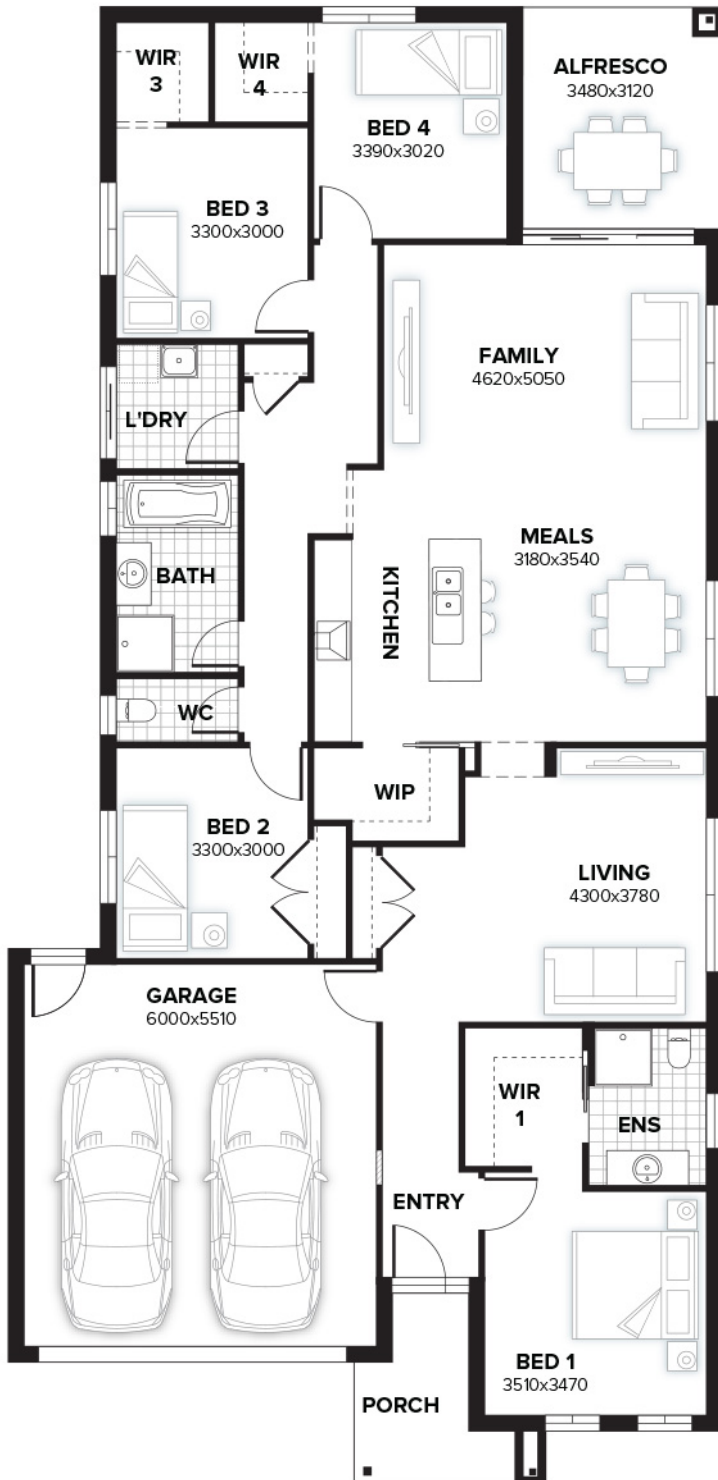 WIR
3
WIR
4
BED 4
3390x3020
ALFRESCO
3480x3120
BED 3
3300x3000
FAMILY
4620x5050
L'DRY
MEALS
3180x3540
KITCHEN
BATH
WC
WIP
BED 2
3300x3000
LIVING
4300x3780
GARAGE
6000x5510
WIR
1
ENS
ENTRY
BED 1
3510x3470
PORCH